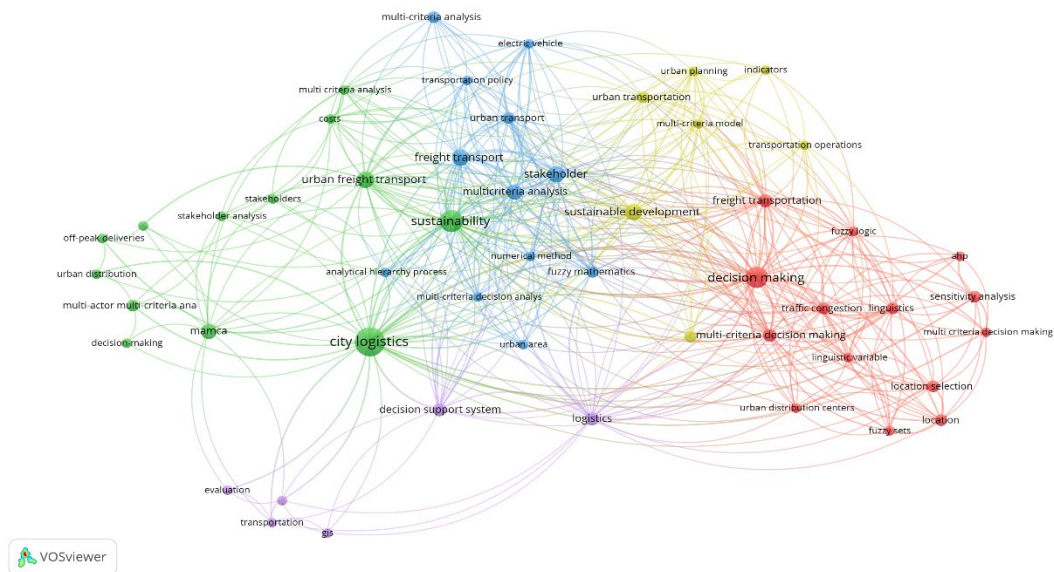 multi-criteria analysis
electric vehicle
transportation policy
urban planning
indicators
multi criteria analysis
urban transportation
costs
urban transport
multi-criteria model
transportation operations
freight transport
stakeholder
urban freight transport
multicriteria analysis
stakeholders
freight transportation
sustainable development
stakeholder analysis
sustainability
fuzzy logic
off-peak deliveries
numerical method
ahp
urban distribution
analytical hierarchy process
fuzzy mathematics
decision making
multi-criteria decision analys
sensitivity analysis
multi-actor multi-criteria ana
traffic congestion
linguistics
mamca
multi-criteria decision making
multi criteria decision making
decision-making
city logistics
urban area
linguistic variable
location selection
decision support system
urban distribution centers
logistics
location
fuzzy sets
evaluation
transportation
gis
VOSviewer